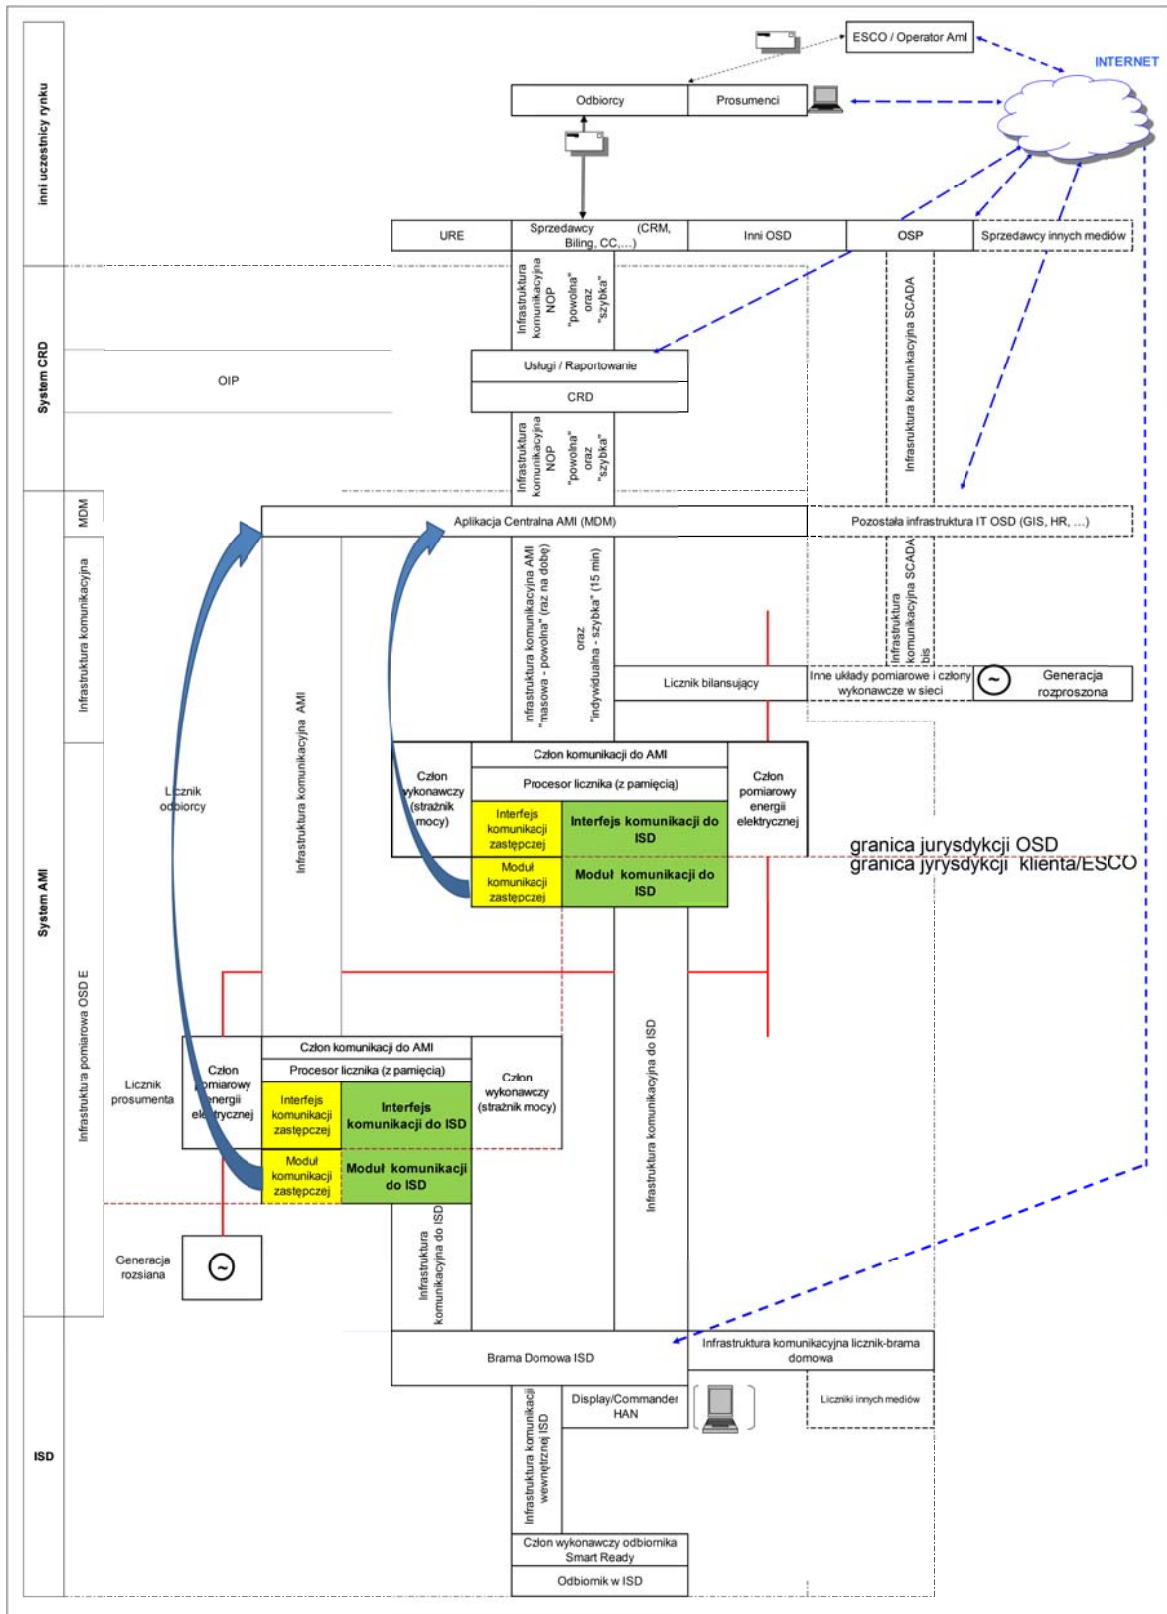 ESCO / Operator AmI
INTERNET
Odbiorcy
Prosumenci
inni uczestnicy rynku
URE
Sprzedawcy (CRM,
Biling, CC,...)
Inni OSD
OSP
Sprzedawcy innych mediów
Infrastruktura
komunikacyjna
NOP
"powolna"
oraz
"szybka"
Infrasruktura komunikacyjna SCADA
System CRD
OIP
Usługi / Raportowanie
CRD
Infrastruktura
komunikacyjna
NOP
"powolna"
oraz
"szybka"
MDM
Aplikacja Centralna AMI (MDM)
Pozostała infrastruktura IT OSD (GIS, HR, ...)
Infrastruktura komunikacyjna
nfrastruktura komunikacyjna AMI
"masowa - powolna" (raz na dobę)
oraz
"indywidualna - szybka" (15 min)
Infrastruktura
komunikacyjna SCADA
bis
Licznik bilansujący
Inne układy pomiarowe i człony
wykonawcze w sieci
~
Generacja
rozproszona
System AMI
Infrastruktura pomiarowa OSD E
Infrastruktura komunikacyjna AMI
Licznik
odbiorcy
Człon
wykonawczy
(strażnik
mocy)
Człon komunikacji do AMI
Procesor licznika (z pamięcią)
Interfejs
komunikacji
zastępczej
Interfejs komunikacji do
ISD
Człon
pomiarowy
energii
elektrycznej
Moduł
komunikacji
zastępczej
Moduł komunikacji do
ISD
granica jurysdykcji OSD
granica jyrysdykcji klienta/ESCO
Infrastruktura komunikacyjna do ISD
Licznik
prosumenta
Człon
pomiarowy
energii
elektrycznej
Człon komunikacji do AMI
Procesor licznika (z pamięcią)
Interfejs
komunikacji
zastępczej
Interfejs
komunikacji do ISD
Człon
wykonawczy
(strażnik mocy)
Moduł
komunikacji
zastępczej
Moduł komunikacji
do ISD
Generacja
rozsiana
~
Infrastruktura
komunikacyjna do ISD
ISD
Brama Domowa ISD
Infrastruktura komunikacyjna licznik-brama
domowa
Display/Commander
HAN
Liczniki innych mediów
Infrastruktura komunikacji
wewnętrznej ISD
Człon wykonawczy odbiornika
Smart Ready
Odbiornik w ISD